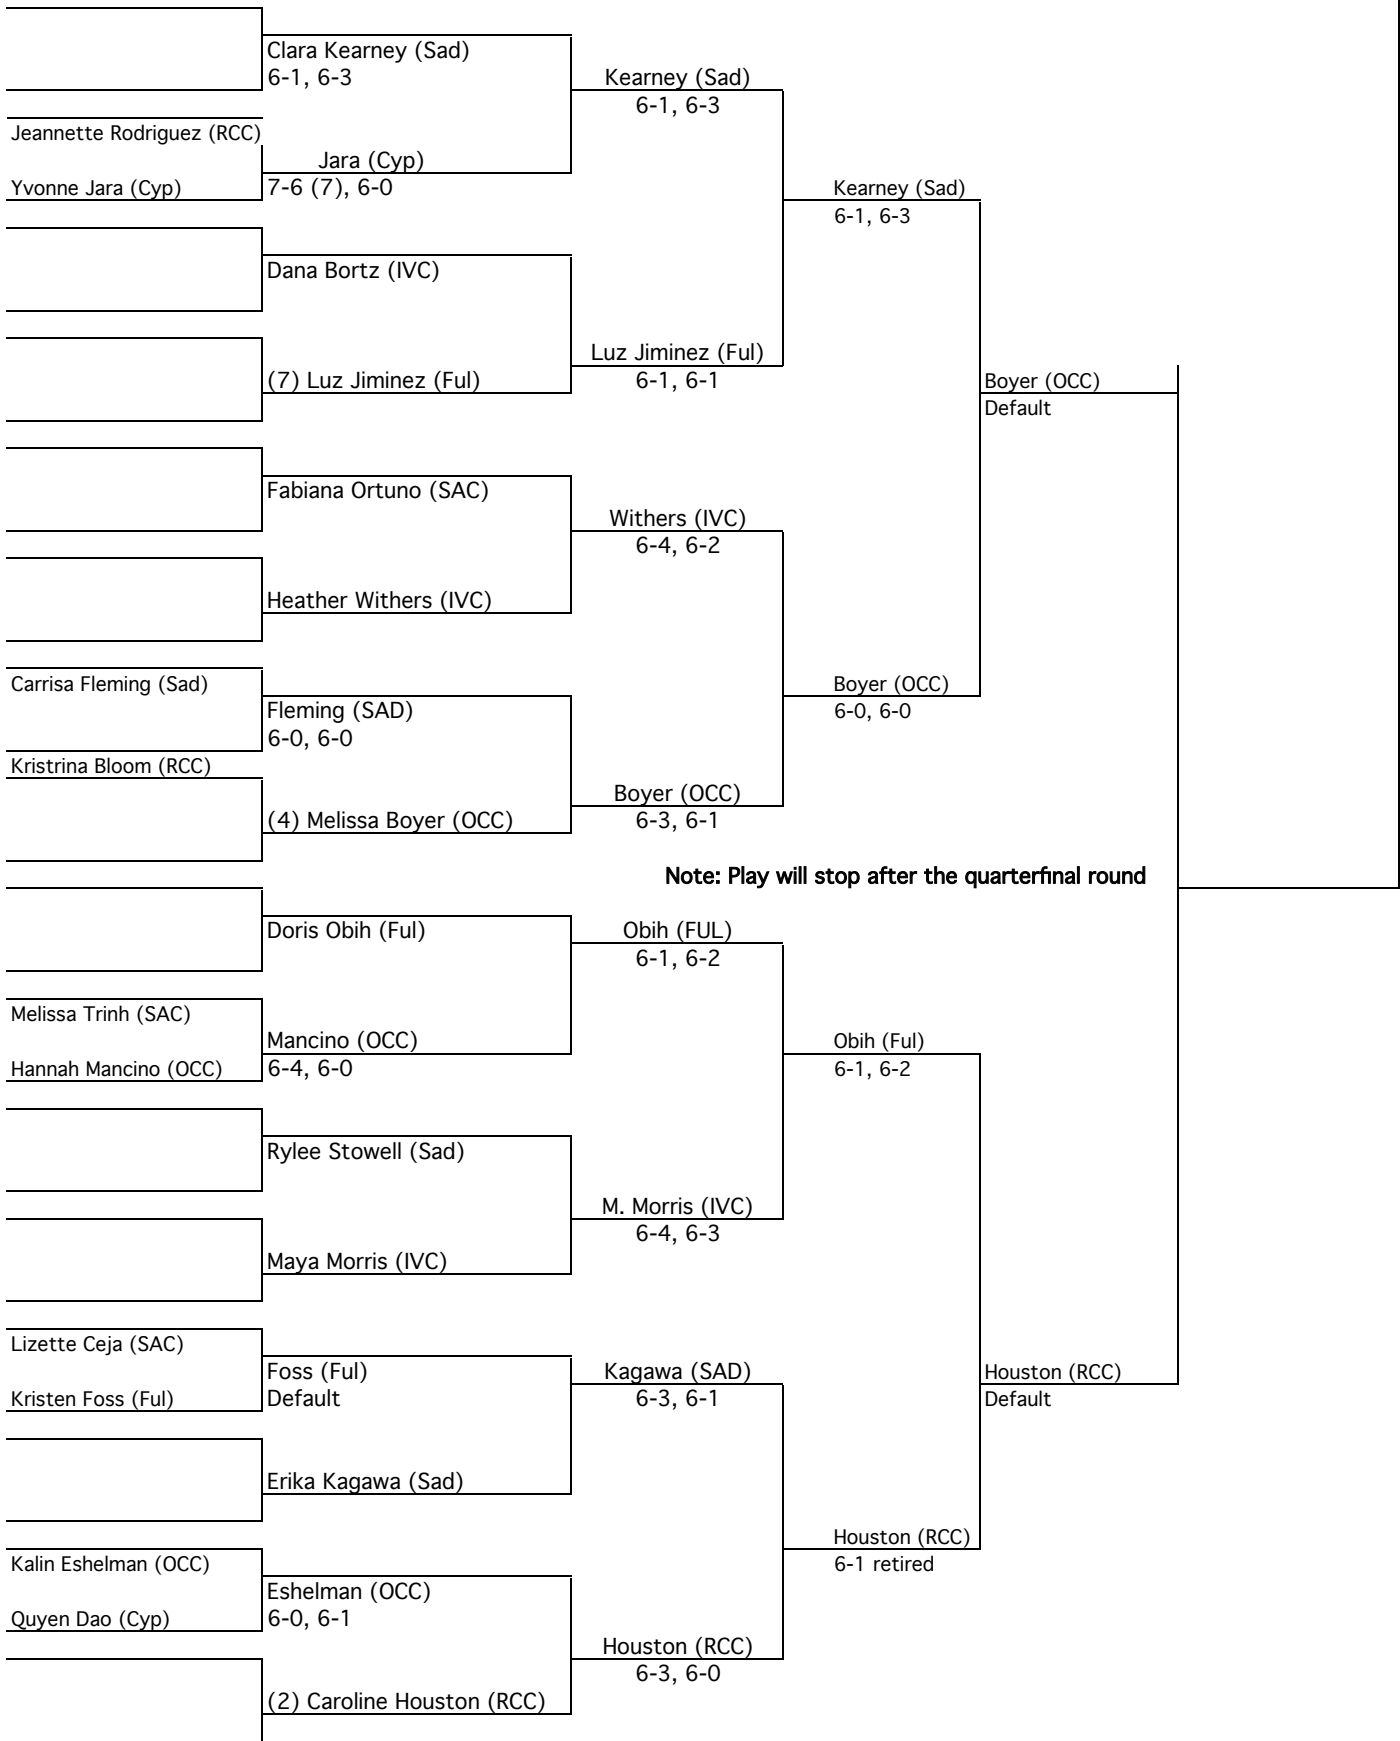 Clara Kearney (Sad)
6-1, 6-3
Kearney (Sad)
6-1, 6-3
Jeannette Rodriguez (RCC)
Jara (Cyp)
Yvonne Jara (Cyp)
7-6 (7), 6-0
Kearney (Sad)
6-1, 6-3
Dana Bortz (IVC)
Luz Jiminez (Ful)
(7) Luz Jiminez (Ful)
6-1, 6-1
Boyer (OCC)
Default
Fabiana Ortuno (SAC)
Withers (IVC)
6-4, 6-2
Heather Withers (IVC)
Carrisa Fleming (Sad)
Boyer (OCC)
Fleming (SAD)
6-0, 6-0
6-0, 6-0
Kristrina Bloom (RCC)
Boyer (OCC)
(4) Melissa Boyer (OCC)
6-3, 6-1
Note: Play will stop after the quarterfinal round
Doris Obih (Ful)
Obih (FUL)
6-1, 6-2
Melissa Trinh (SAC)
Mancino (OCC)
Obih (Ful)
Hannah Mancino (OCC)
6-4, 6-0
6-1, 6-2
Rylee Stowell (Sad)
M. Morris (IVC)
6-4, 6-3
Maya Morris (IVC)
Lizette Ceja (SAC)
Foss (Ful)
Kagawa (SAD)
Houston (RCC)
Kristen Foss (Ful)
Default
6-3, 6-1
Default
Erika Kagawa (Sad)
Houston (RCC)
6-1 retired
Kalin Eshelman (OCC)
Eshelman (OCC)
Quyen Dao (Cyp)
6-0, 6-1
Houston (RCC)
6-3, 6-0
(2) Caroline Houston (RCC)